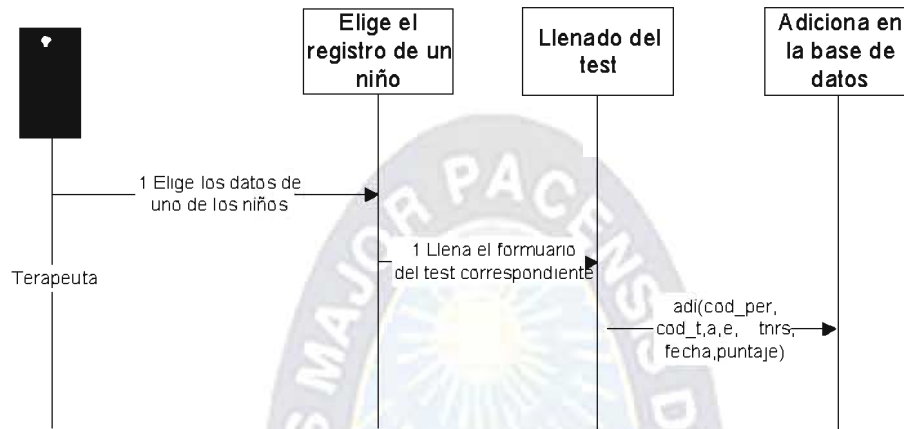 Elige el
registro de un
niño
Llenado del
test
Adiciona en
la base de
datos
1 Elige los datos de
uno de los niños
1 Llena el formuario
del test correspondiente
Terapeuta
adi(cod_per,
cod_t,a,e, tnrs,
fecha,puntaje)
MAJOR PACENSIS D